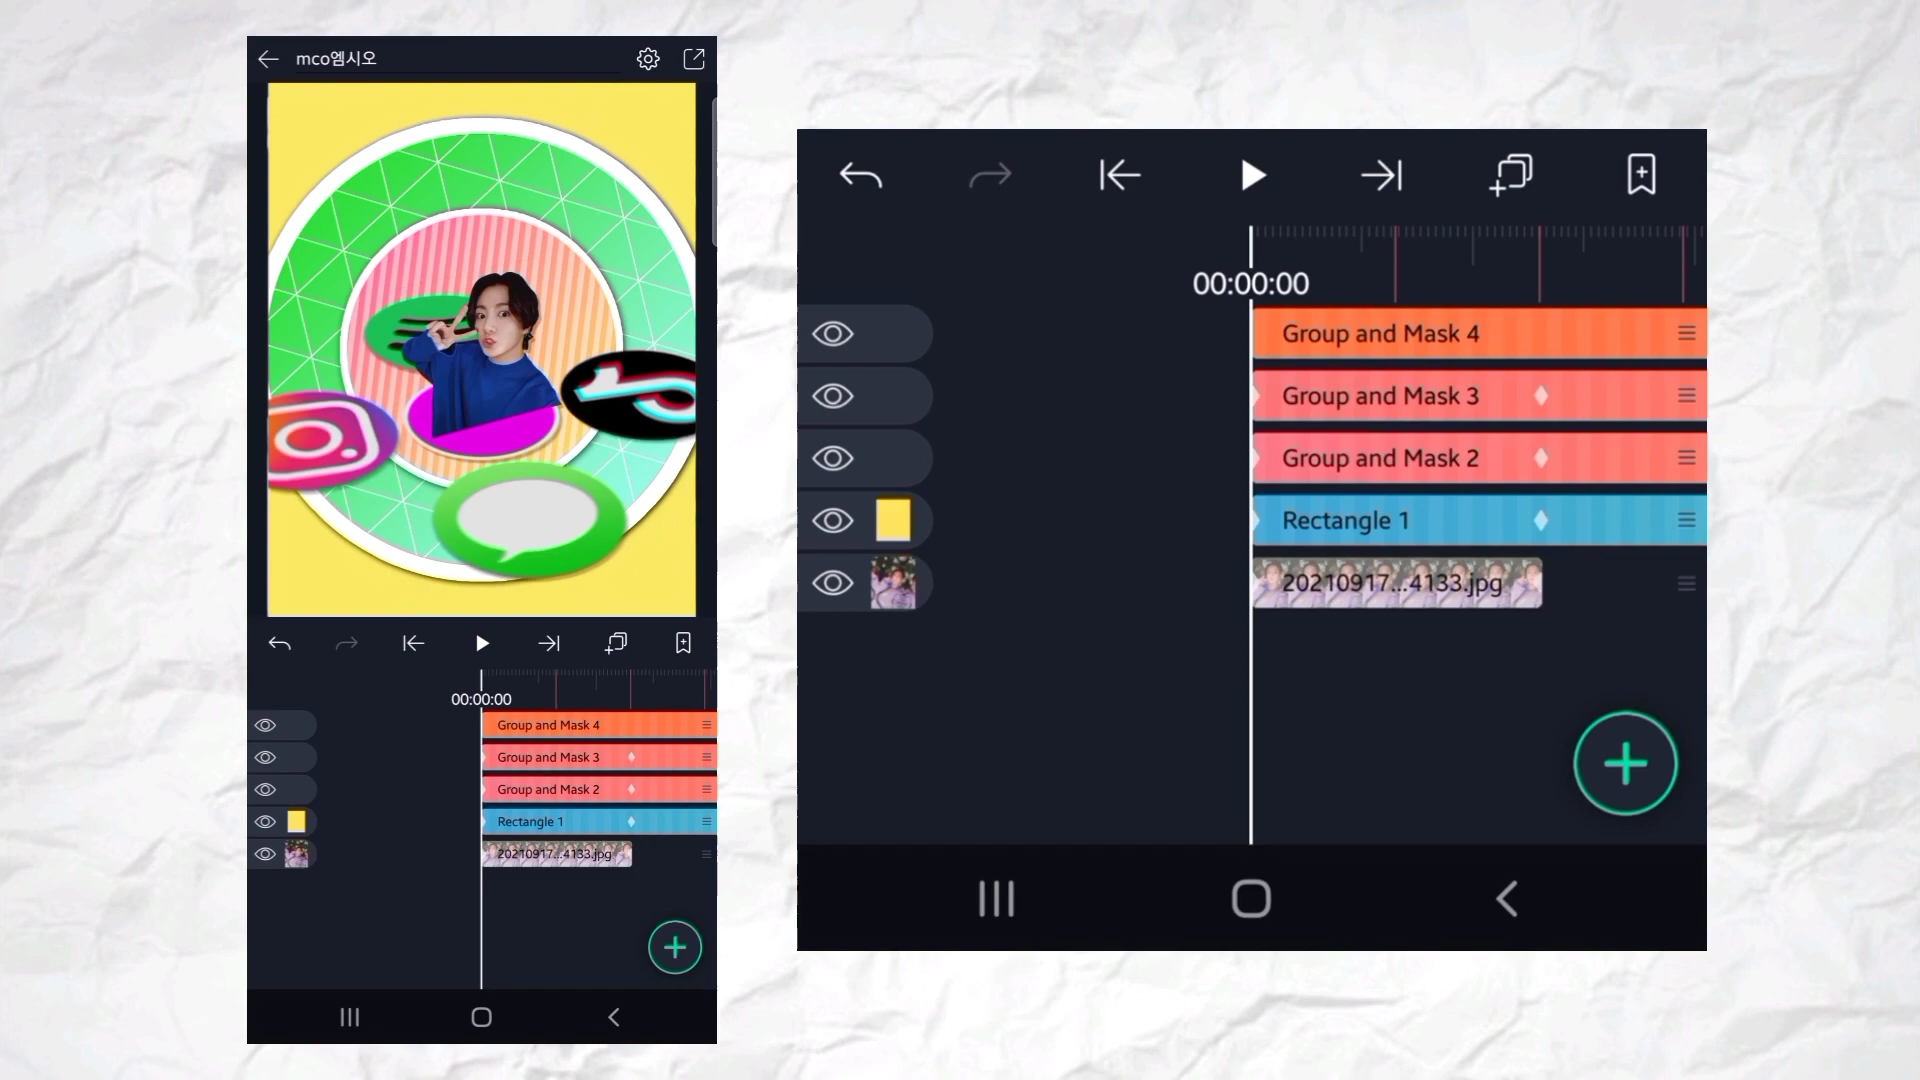 mco엠시오
00:00:00
Group and Mask 4
Group and Mask 3
Group and Mask 2
Rectangle 1
20210917...4133.jpg
00:00:00
Group and Mask 4
Group and Mask 3
Group and Mask 2
Rectangle 1
20210917...4133.jpg